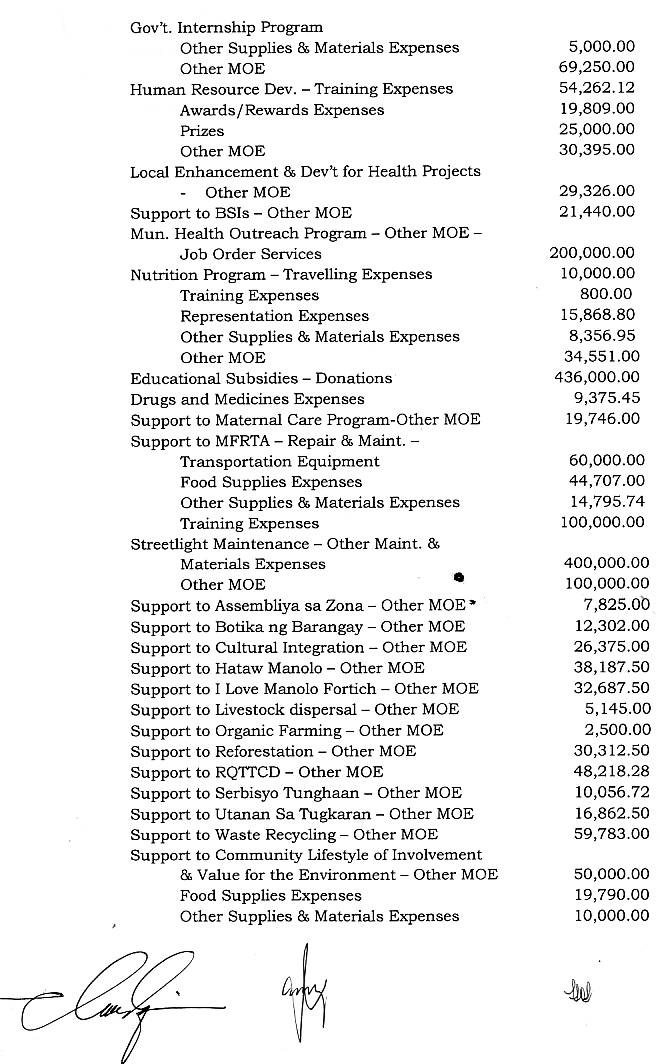 Gov't. Internship Program
Other Supplies & Materials Expenses 5,000.00
Other MOE 69,250.00
Human Resource Dev. – Training Expenses 54,262.12
Awards/Rewards Expenses 19,809.00
Prizes 25,000.00
Other MOE 30,395.00
Local Enhancement & Dev't for Health Projects
- Other MOE 29,326.00
Support to BSIs – Other MOE 21,440.00
Mun. Health Outreach Program – Other MOE –
Job Order Services 200,000.00
Nutrition Program – Travelling Expenses 10,000.00
Training Expenses 800.00
Representation Expenses 15,868.80
Other Supplies & Materials Expenses 8,356.95
Other MOE 34,551.00
Educational Subsidies – Donations 436,000.00
Drugs and Medicines Expenses 9,375.45
Support to Maternal Care Program-Other MOE 19,746.00
Support to MFRTA – Repair & Maint. –
Transportation Equipment 60,000.00
Food Supplies Expenses 44,707.00
Other Supplies & Materials Expenses 14,795.74
Training Expenses 100,000.00
Streetlight Maintenance – Other Maint. &
Materials Expenses 400,000.00
Other MOE 100,000.00
Support to Assembliya sa Zona – Other MOE 7,825.00
Support to Botika ng Barangay – Other MOE 12,302.00
Support to Cultural Integration – Other MOE 26,375.00
Support to Hataw Manolo – Other MOE 38,187.50
Support to I Love Manolo Fortich – Other MOE 32,687.50
Support to Livestock dispersal – Other MOE 5,145.00
Support to Organic Farming – Other MOE 2,500.00
Support to Reforestation – Other MOE 30,312.50
Support to RQTTCD – Other MOE 48,218.28
Support to Serbisyo Tunghaan – Other MOE 10,056.72
Support to Utanan Sa Tugkaran – Other MOE 16,862.50
Support to Waste Recycling – Other MOE 59,783.00
Support to Community Lifestyle of Involvement
& Value for the Environment – Other MOE 50,000.00
Food Supplies Expenses 19,790.00
Other Supplies & Materials Expenses 10,000.00